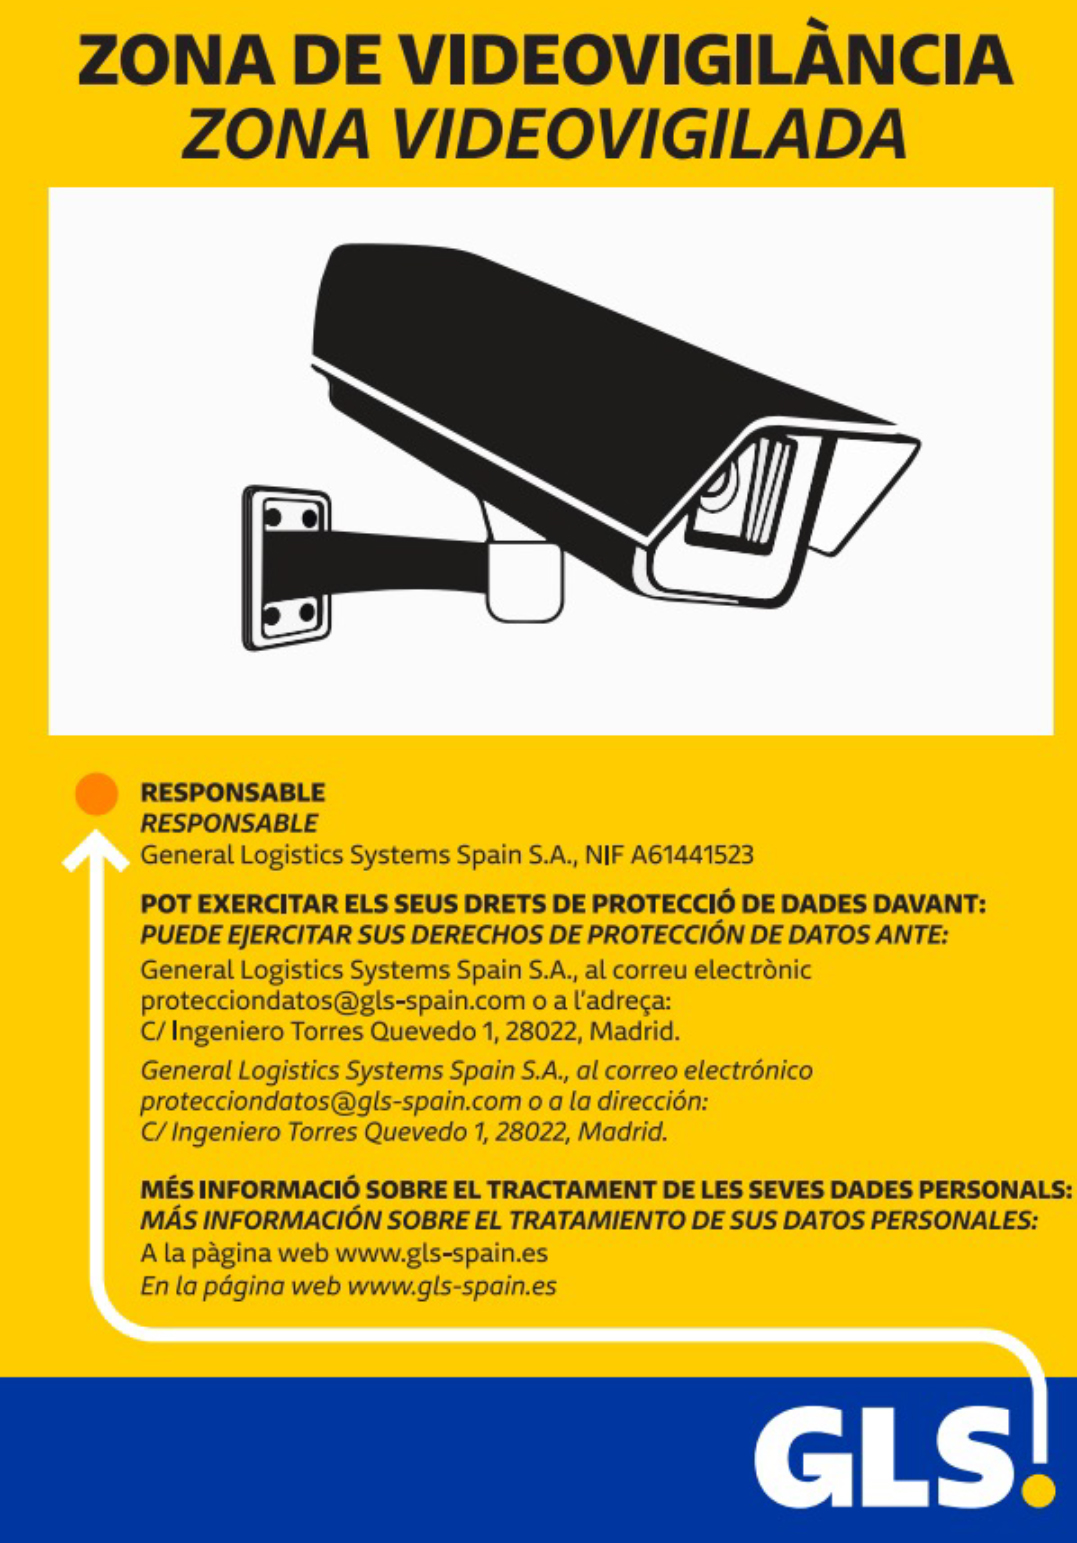 ZONA DE VIDEOVIGILÀNCIA
ZONA VIDEOVIGILADA
RESPONSABLE
RESPONSABLE
General Logistics Systems Spain S.A., NIF A61441523
POT EXERCITAR ELS SEUS DRETS DE PROTECCIÓ DE DADES DAVANT:
PUEDE EJERCITAR SUS DERECHOS DE PROTECCIÓN DE DATOS ANTE:
General Logistics Systems Spain S.A., al correu electrònic
protecciondatos@gls-spain.com o a l'adreça:
C/ Ingeniero Torres Quevedo 1, 28022, Madrid.
General Logistics Systems Spain S.A., al correo electrónico
protecciondatos@gls-spain.com o a la dirección:
C/ Ingeniero Torres Quevedo 1, 28022, Madrid.
MÉS INFORMACIÓ SOBRE EL TRACTAMENT DE LES SEVES DADES PERSONALS:
MÁS INFORMACIÓN SOBRE EL TRATAMIENTO DE SUS DATOS PERSONALES:
A la pàgina web www.gls-spain.es
En la página web www.gls-spain.es
GLS.